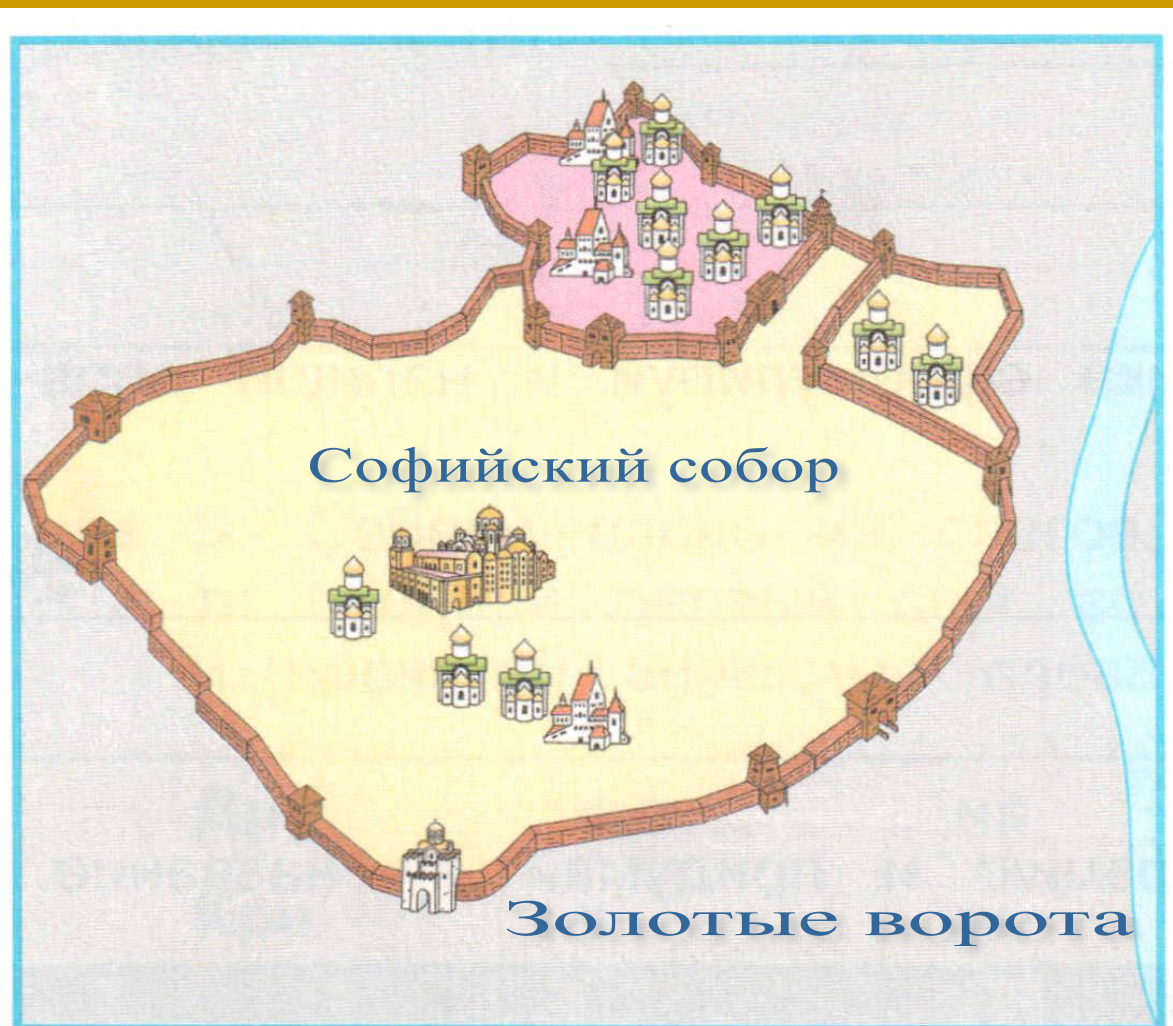 Софийский собор
Золотые ворота